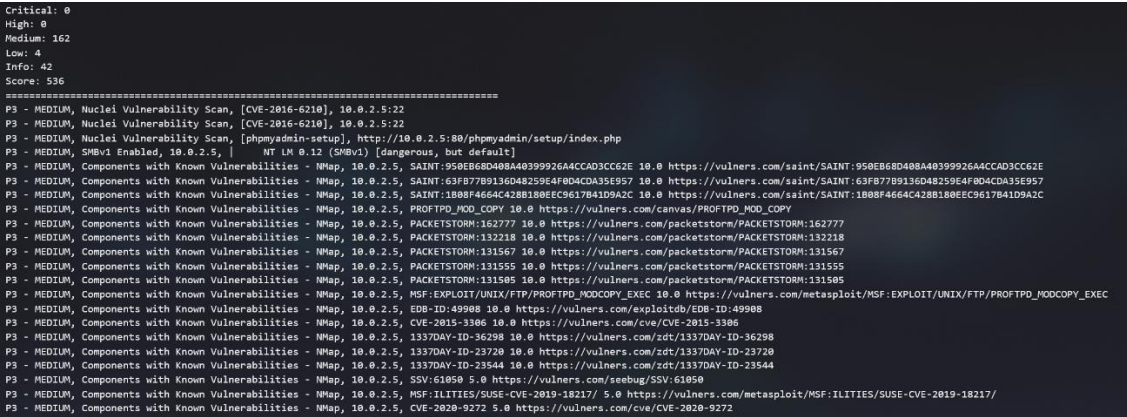 Critical: 0
High: 0
Medium: 162
Low: 4
Info: 42
Score: 536
================================================================================
P3 - MEDIUM, Nuclei Vulnerability Scan, [CVE-2016-6210], 10.0.2.5:22
P3 - MEDIUM, Nuclei Vulnerability Scan, [CVE-2016-6210], 10.0.2.5:22
P3 - MEDIUM, Nuclei Vulnerability Scan, [phpmyadmin-setup], http://10.0.2.5:80/phpmyadmin/setup/index.php
P3 - MEDIUM, SMBv1 Enabled, 10.0.2.5, |     NT LM 0.12 (SMBv1) [dangerous, but default]
P3 - MEDIUM, Components with Known Vulnerabilities - NMap, 10.0.2.5, SAINT:950EB68D408A40399926A4CCAD3CC62E 10.0 https://vulners.com/saint/SAINT:950EB68D408A40399926A4CCAD3CC62E
P3 - MEDIUM, Components with Known Vulnerabilities - NMap, 10.0.2.5, SAINT:63FB77B9136D48259E4F0D4CDA35E957 10.0 https://vulners.com/saint/SAINT:63FB77B9136D48259E4F0D4CDA35E957
P3 - MEDIUM, Components with Known Vulnerabilities - NMap, 10.0.2.5, SAINT:1B08F4664C428B180EEC9617B41D9A2C 10.0 https://vulners.com/saint/SAINT:1B08F4664C428B180EEC9617B41D9A2C
P3 - MEDIUM, Components with Known Vulnerabilities - NMap, 10.0.2.5, PROFTPD_MOD_COPY 10.0 https://vulners.com/canvas/PROFTPD_MOD_COPY
P3 - MEDIUM, Components with Known Vulnerabilities - NMap, 10.0.2.5, PACKETSTORM:162777 10.0 https://vulners.com/packetstorm/PACKETSTORM:162777
P3 - MEDIUM, Components with Known Vulnerabilities - NMap, 10.0.2.5, PACKETSTORM:132218 10.0 https://vulners.com/packetstorm/PACKETSTORM:132218
P3 - MEDIUM, Components with Known Vulnerabilities - NMap, 10.0.2.5, PACKETSTORM:131567 10.0 https://vulners.com/packetstorm/PACKETSTORM:131567
P3 - MEDIUM, Components with Known Vulnerabilities - NMap, 10.0.2.5, PACKETSTORM:131555 10.0 https://vulners.com/packetstorm/PACKETSTORM:131555
P3 - MEDIUM, Components with Known Vulnerabilities - NMap, 10.0.2.5, PACKETSTORM:131505 10.0 https://vulners.com/packetstorm/PACKETSTORM:131505
P3 - MEDIUM, Components with Known Vulnerabilities - NMap, 10.0.2.5, MSF:EXPLOIT/UNIX/FTP/PROFTPD_MODCOPY_EXEC 10.0 https://vulners.com/metasploit/MSF:EXPLOIT/UNIX/FTP/PROFTPD_MODCOPY_EXEC
P3 - MEDIUM, Components with Known Vulnerabilities - NMap, 10.0.2.5, EDB-ID:49908 10.0 https://vulners.com/exploitdb/EDB-ID:49908
P3 - MEDIUM, Components with Known Vulnerabilities - NMap, 10.0.2.5, CVE-2015-3306 10.0 https://vulners.com/cve/CVE-2015-3306
P3 - MEDIUM, Components with Known Vulnerabilities - NMap, 10.0.2.5, 1337DAY-ID-36298 10.0 https://vulners.com/zdt/1337DAY-ID-36298
P3 - MEDIUM, Components with Known Vulnerabilities - NMap, 10.0.2.5, 1337DAY-ID-23720 10.0 https://vulners.com/zdt/1337DAY-ID-23720
P3 - MEDIUM, Components with Known Vulnerabilities - NMap, 10.0.2.5, 1337DAY-ID-23544 10.0 https://vulners.com/zdt/1337DAY-ID-23544
P3 - MEDIUM, Components with Known Vulnerabilities - NMap, 10.0.2.5, SSV:61050 5.0 https://vulners.com/seebug/SSV:61050
P3 - MEDIUM, Components with Known Vulnerabilities - NMap, 10.0.2.5, MSF:ILITIES/SUSE-CVE-2019-18217/ 5.0 https://vulners.com/metasploit/MSF:ILITIES/SUSE-CVE-2019-18217/
P3 - MEDIUM, Components with Known Vulnerabilities - NMap, 10.0.2.5, CVE-2020-9272 5.0 https://vulners.com/cve/CVE-2020-9272